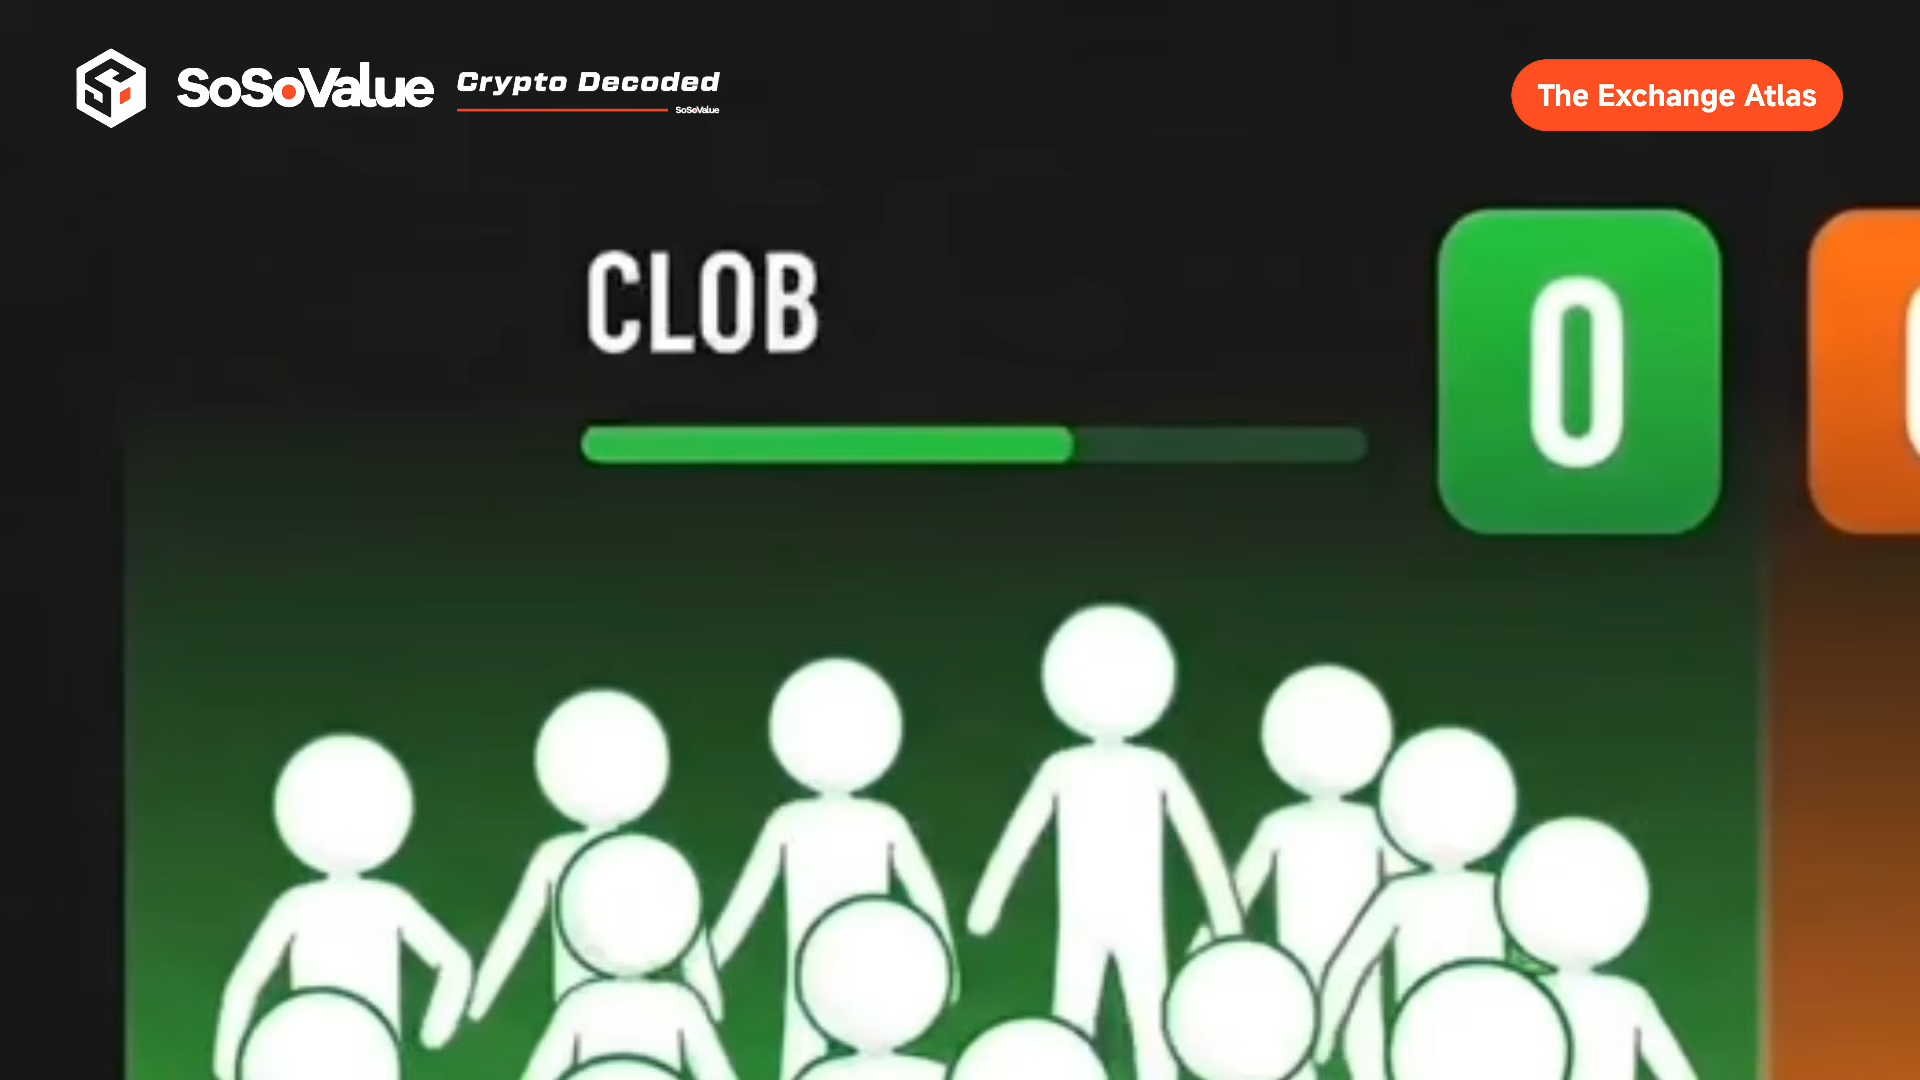 SoSoValue
Crypto Decoded
SoSoValue
The Exchange Atlas
CLOB
0